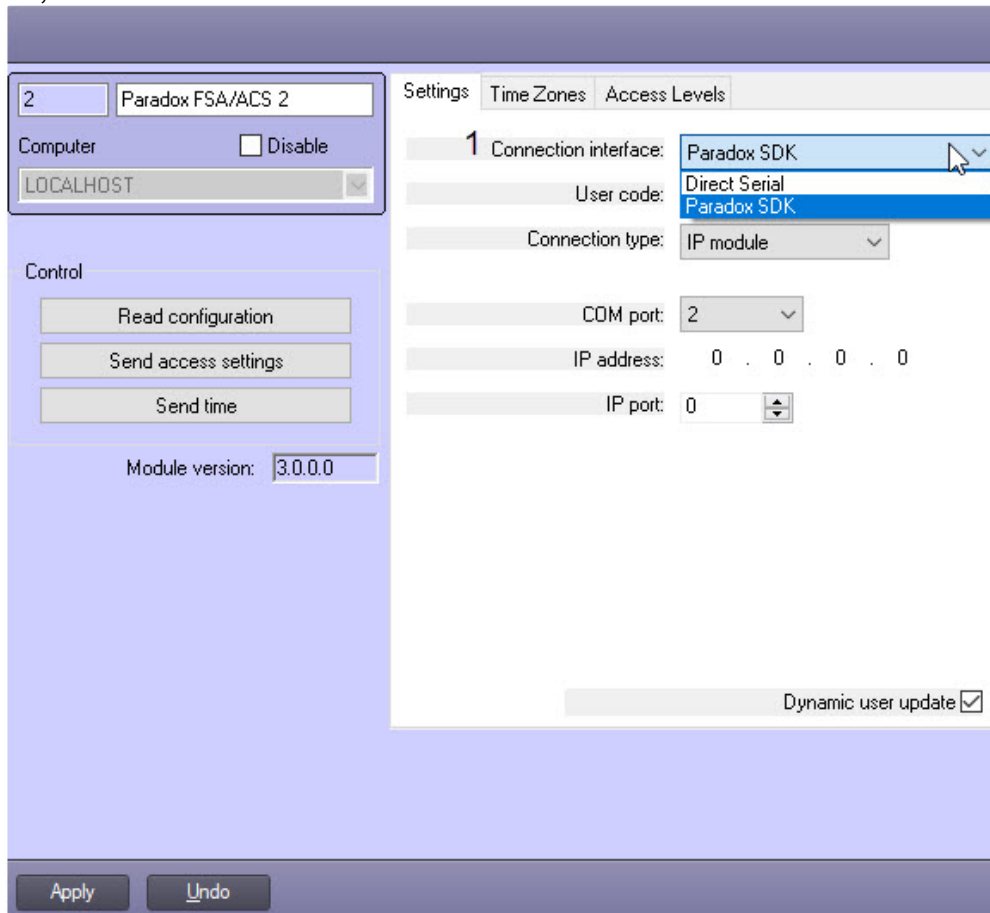 2 Paradox FSA/ACS 2
Computer Disable
LOCALHOST
Control
Read configuration
Send access settings
Send time
Module version: 3.0.0.0
Settings Time Zones Access Levels
1 Connection interface: Paradox SDK
Direct Serial
User code:
Paradox SDK
Connection type: IP module
COM port: 2
IP address: 0 . 0 . 0 . 0
IP port: 0
Dynamic user update
Apply Undo